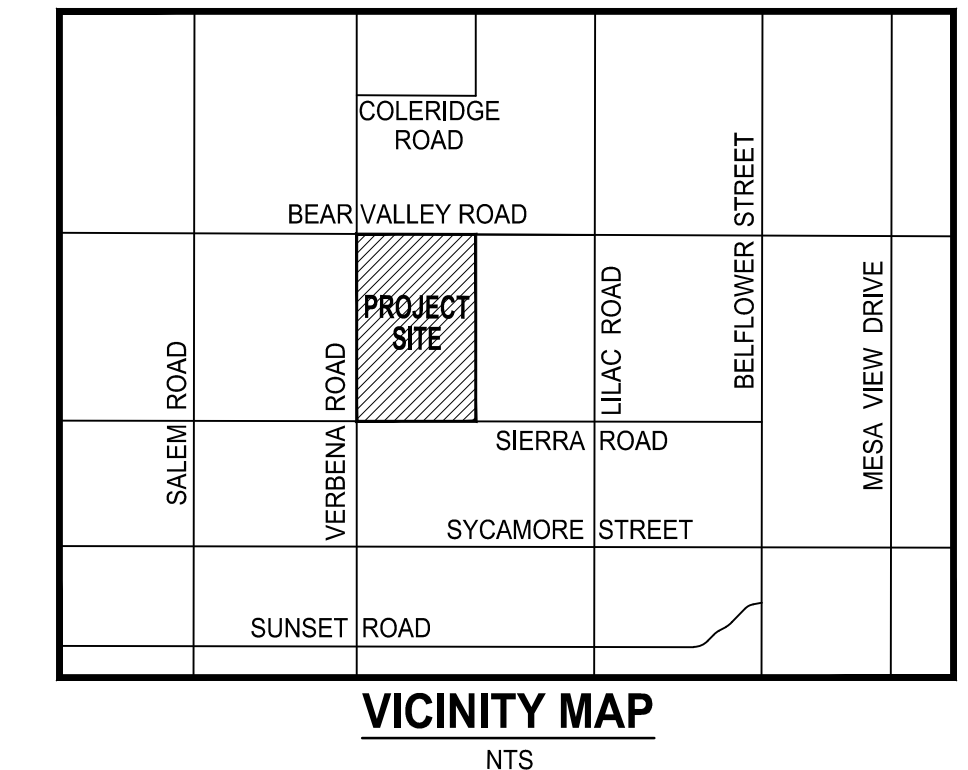 COLERIDGE
ROAD
BEAR VALLEY ROAD
PROJECT
SITE
SALEM ROAD
VERBENA ROAD
LILAC ROAD
BELFLOWER STREET
MESA VIEW DRIVE
SIERRA ROAD
SYCAMORE STREET
SUNSET ROAD
VICINITY MAP
NTS